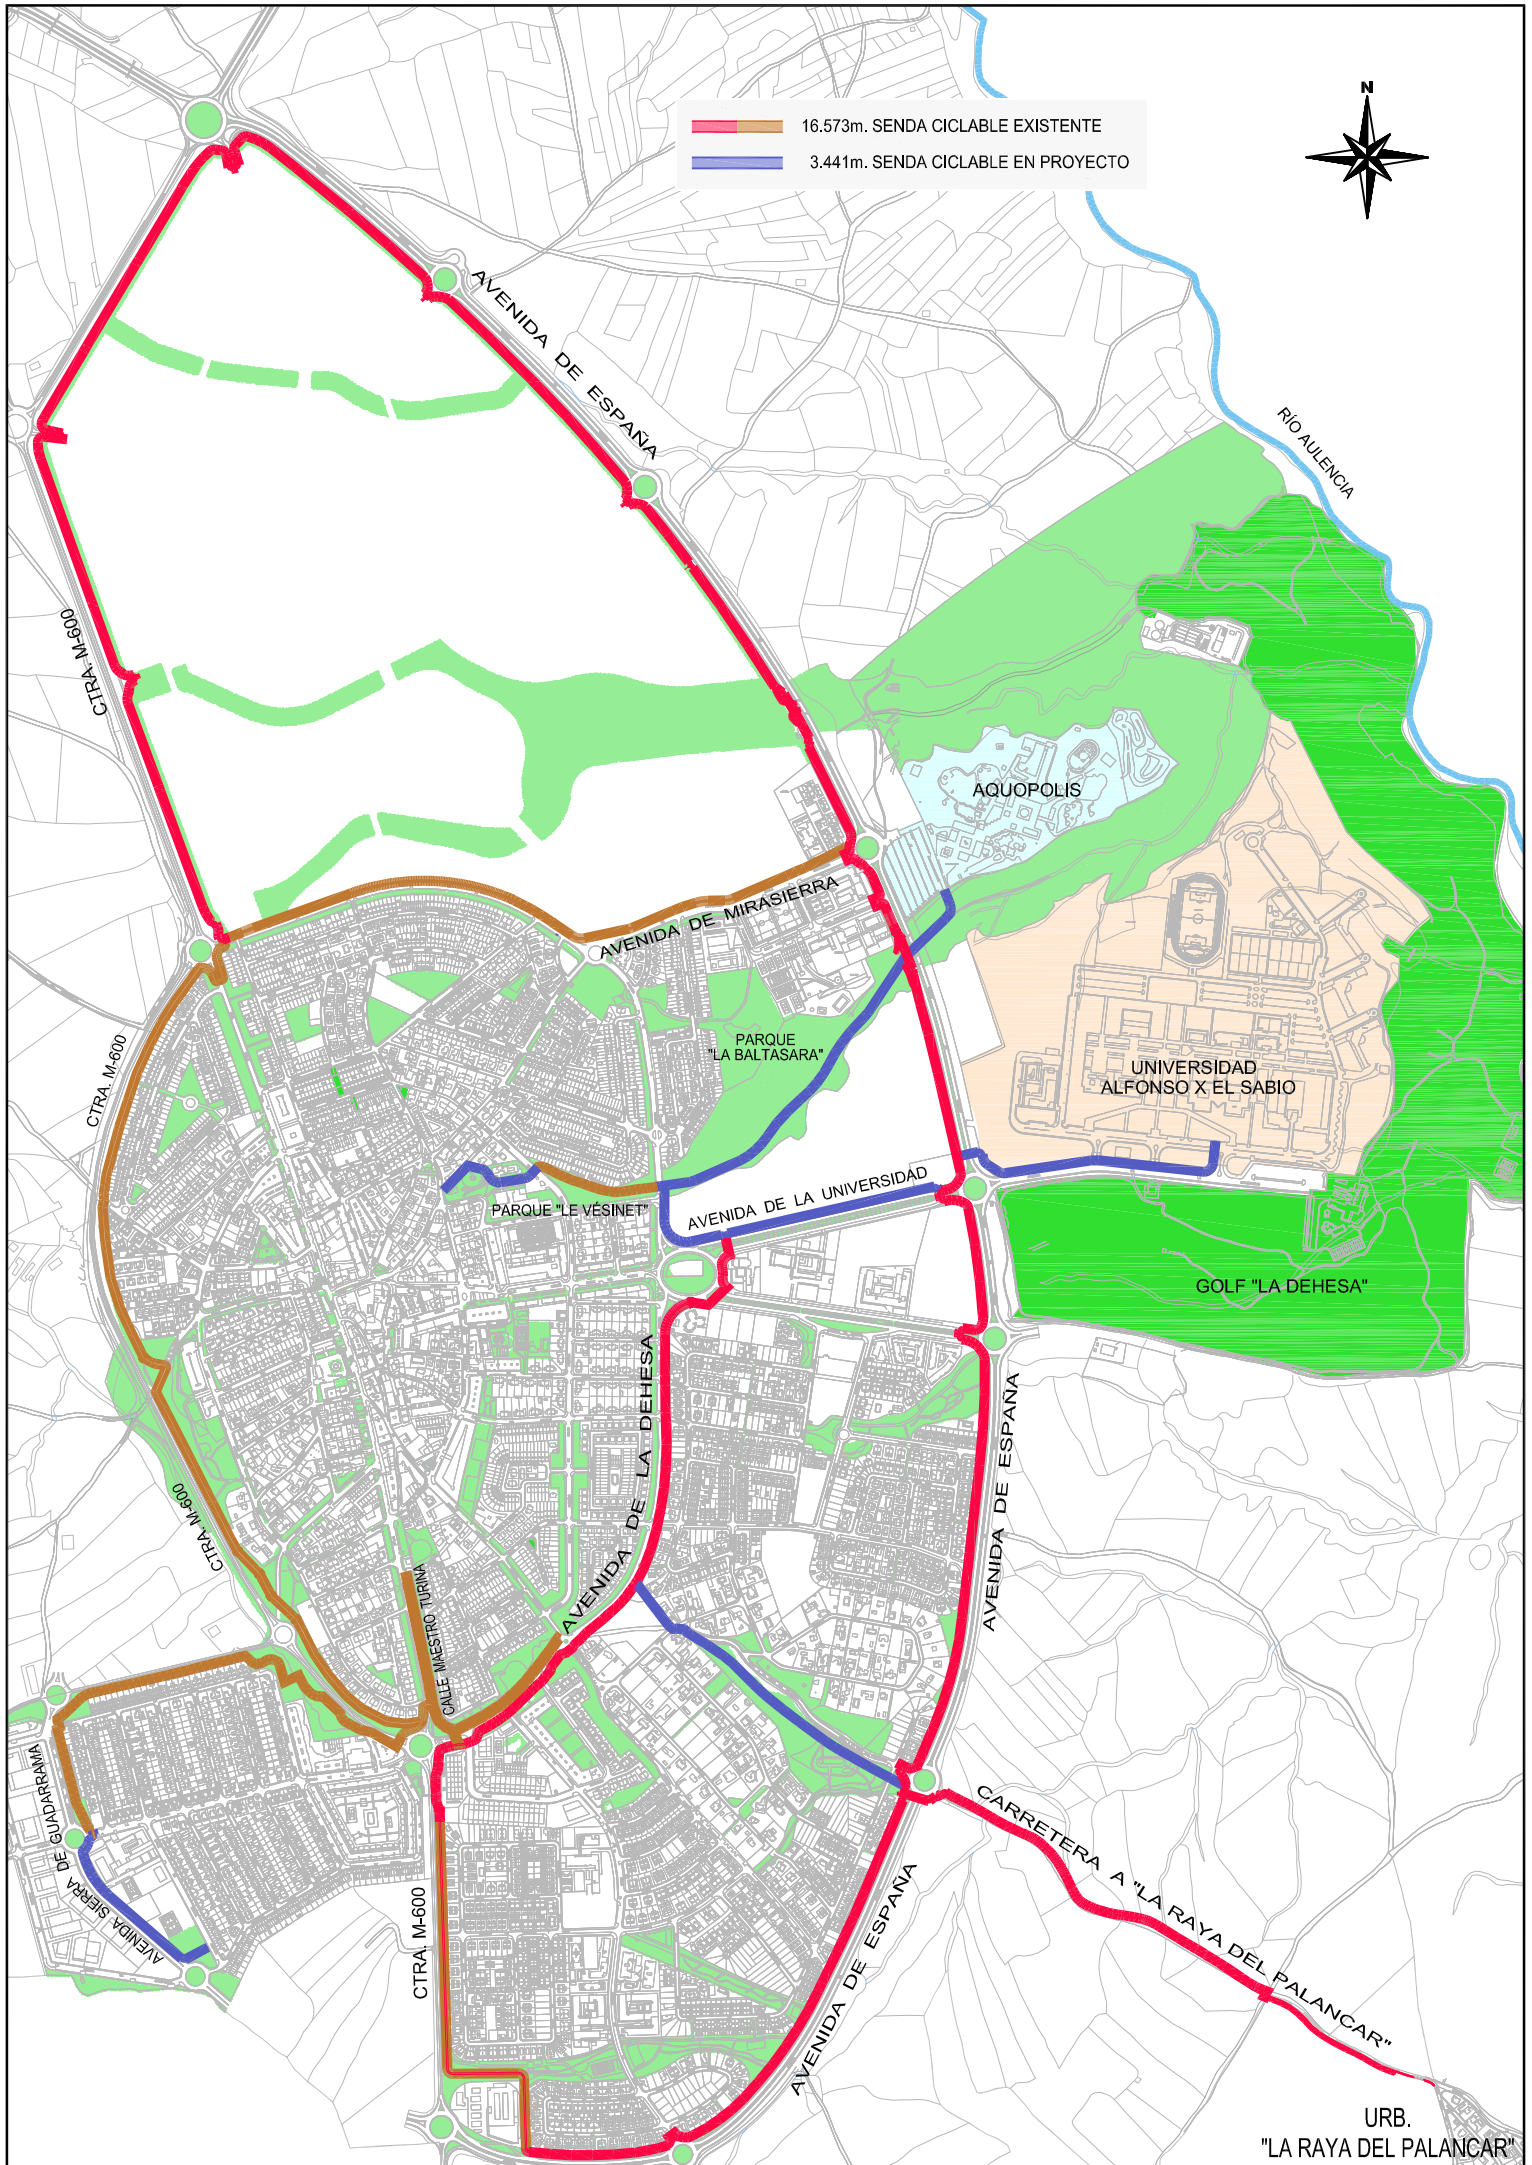 N
16.573m. SENDA CICLABLE EXISTENTE
3.441m. SENDA CICLABLE EN PROYECTO
AVENIDA DE ESPAÑA
RÍO AULENCIA
CTRA. M-600
AQUOPOLIS
AVENIDA DE MIRASIERRA
PARQUE
"LA BALTASARA"
CTRA. M-600
UNIVERSIDAD
ALFONSO X EL SABIO
PARQUE "LE VÉSINET"
AVENIDA DE LA UNIVERSIDAD
GOLF "LA DEHESA"
AVENIDA DE LA DEHESA
AVENIDA DE ESPAÑA
CTRA. M-600
CALLE MAESTRO TURINA
AVENIDA SIERRA DE GUADARRAMA
CARRETERA A "LA RAYA DEL PALANCAR"
CTRA. M-600
AVENIDA DE ESPAÑA
URB.
"LA RAYA DEL PALANCAR"